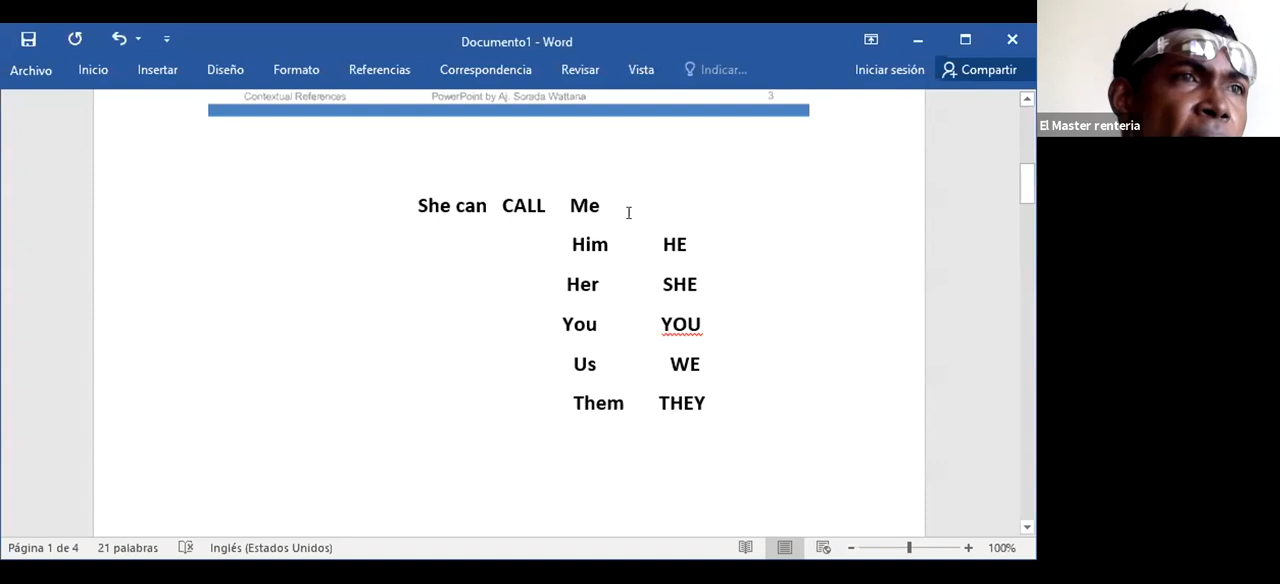 Documento1 - Word
Archivo Inicio Insertar Diseño Formato Referencias Correspondencia Revisar Vista Indicar... Iniciar sesión Compartir
Contextual References PowerPoint by Aj. Sorada Wattana 3
El Master renteria
She can CALL Me
Him HE
Her SHE
You YOU
Us WE
Them THEY
Página 1 de 4 21 palabras Inglés (Estados Unidos) 100%